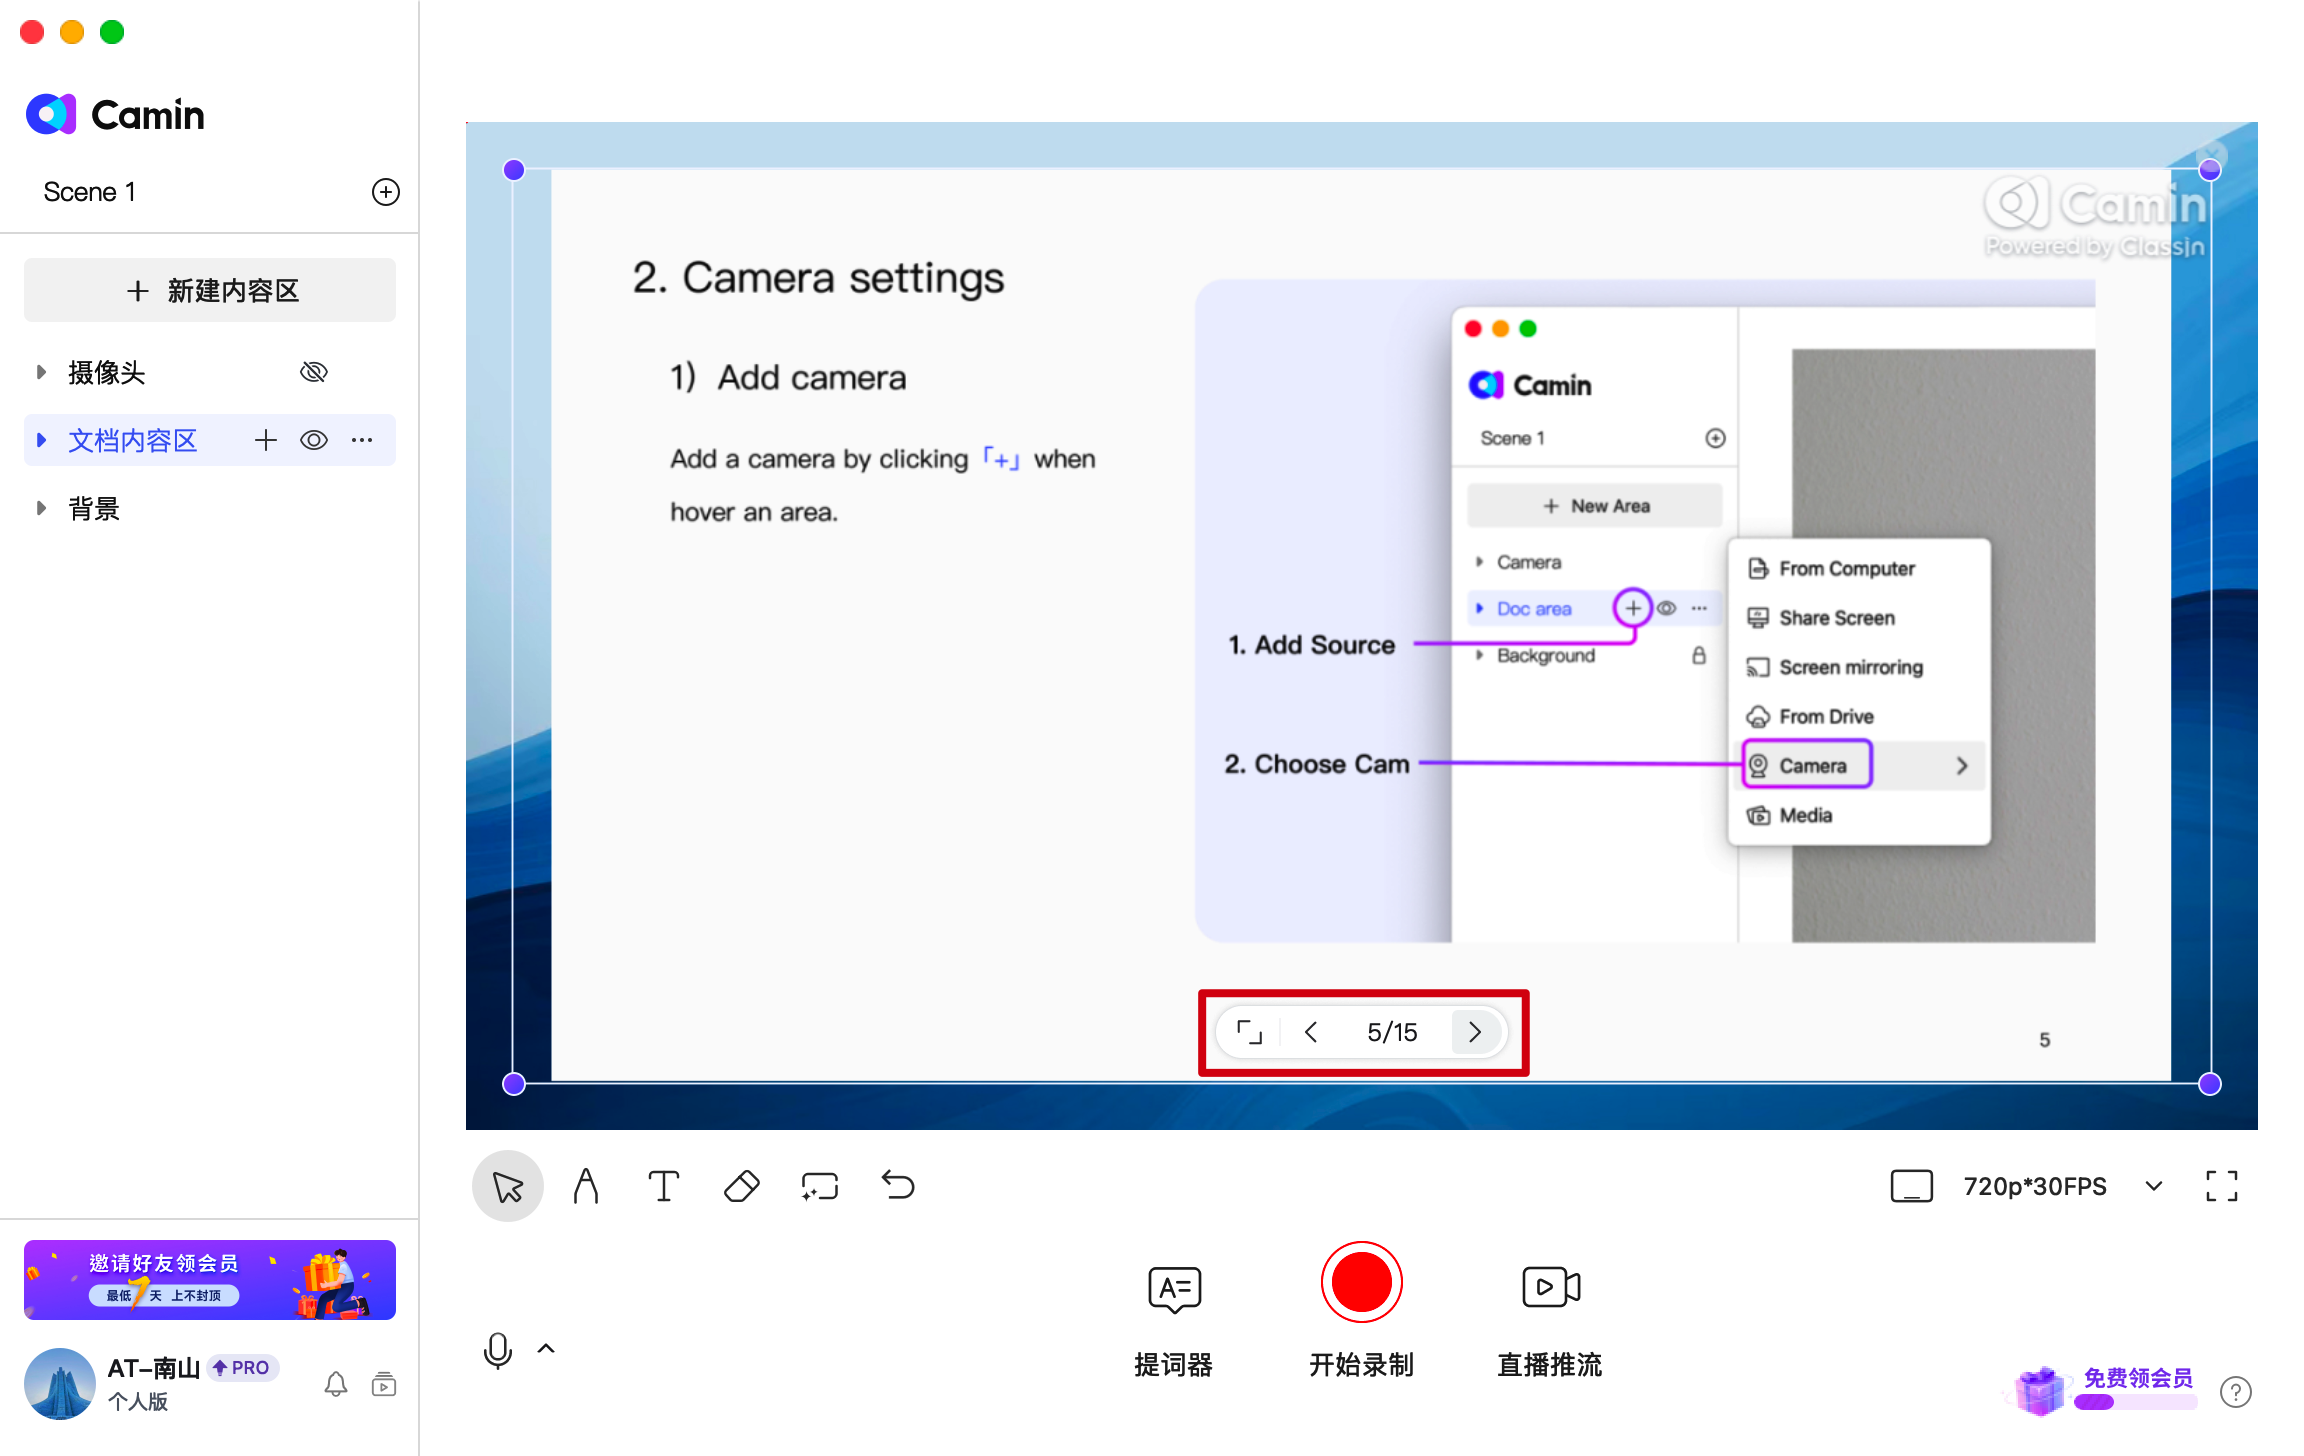 Camin
Scene 1
新建内容区
摄像头
文档内容区
背景
邀请好友领会员
最低7天 上不封顶
AT-南山 PRO
个人版
Camin
Powered by ClassIn
2. Camera settings
1) Add camera
Add a camera by clicking「+」when
hover an area.
Camin
Scene 1
New Area
Camera
Doc area
Background
1. Add Source
2. Choose Cam
From Computer
Share Screen
Screen mirroring
From Drive
Camera
Media
5/15
5
720p*30FPS
A=
提词器
开始录制
直播推流
免费领会员